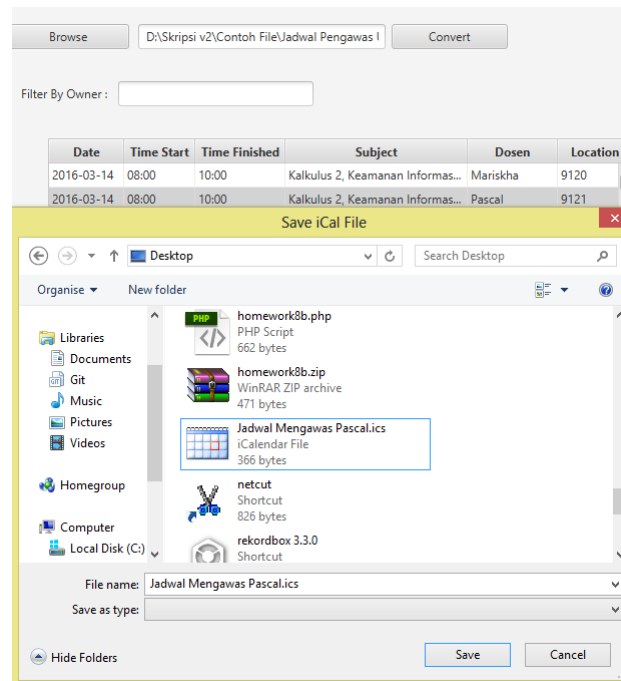 Browse D:\Skripsi v2\Contoh File\Jadwal Pengawas Convert
Filter By Owner :
Date Time Start Time Finished Subject Dosen Location
2016-03-14 08:00 10:00 Kalkulus 2, Keamanan Informas... Mariskha 9120
2016-03-14 08:00 10:00 Kalkulus 2, Keamanan Informas... Pascal 9121
Save iCal File
Desktop Search Desktop
Organise New folder
homework8b.php
PHP Script
662 bytes
homework8b.zip
WinRAR ZIP archive
471 bytes
Jadwal Mengawas Pascal.ics
iCalendar File
366 bytes
netcut
Shortcut
826 bytes
rekordbox 3.3.0
Shortcut
PHP
Libraries
Documents
Git
Music
Pictures
Videos
Homegroup
Computer
Local Disk (C:)
File name: Jadwal Mengawas Pascal.ics
Save as type:
Hide Folders Save Cancel